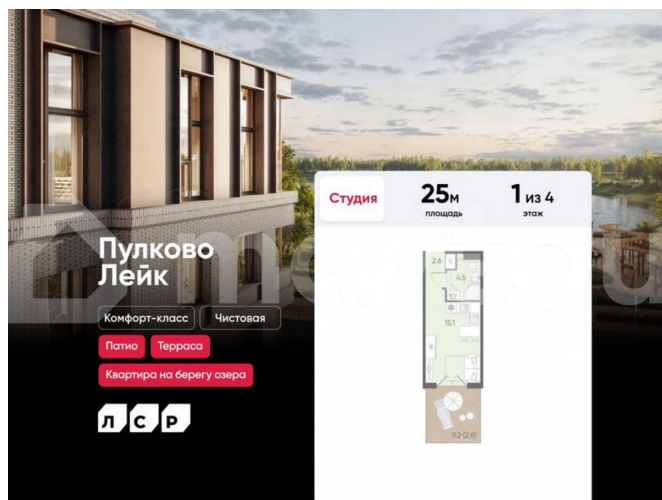 Студия
25м
площадь
1 из 4
этаж
Пулково
Лейк
Комфорт-класс
Чистовая
Патио
Терраса
Квартира на берегу озера
ЛСР
2.6
4.5
15.1
9.2 (2.8)